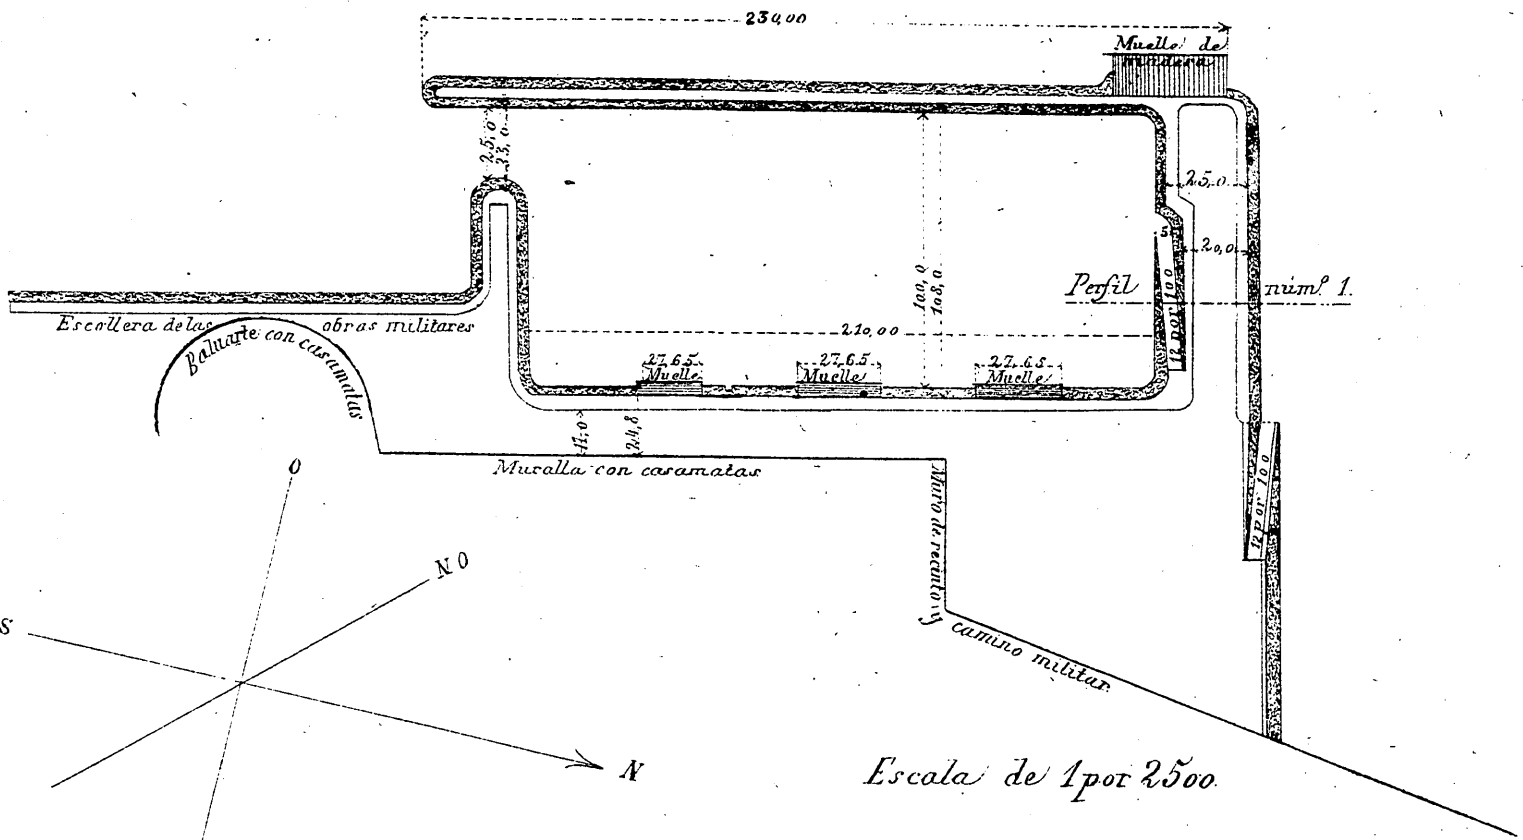 230,00
Muelle de
madera
25,0
23,0
25,0
5
20,0
100,0
108,0
Perfil núm.º 1.
12 por 100
210,00
Escollera de las obras militares
Baluarte con casamatas
27,65
Muelle
27,65
Muelle
27,65
Muelle
17,0
24,8
Muralla con casamatas
Muro de recinto y camino militar
12 por 100
O
NO
S
N
Escala de 1 por 2500.